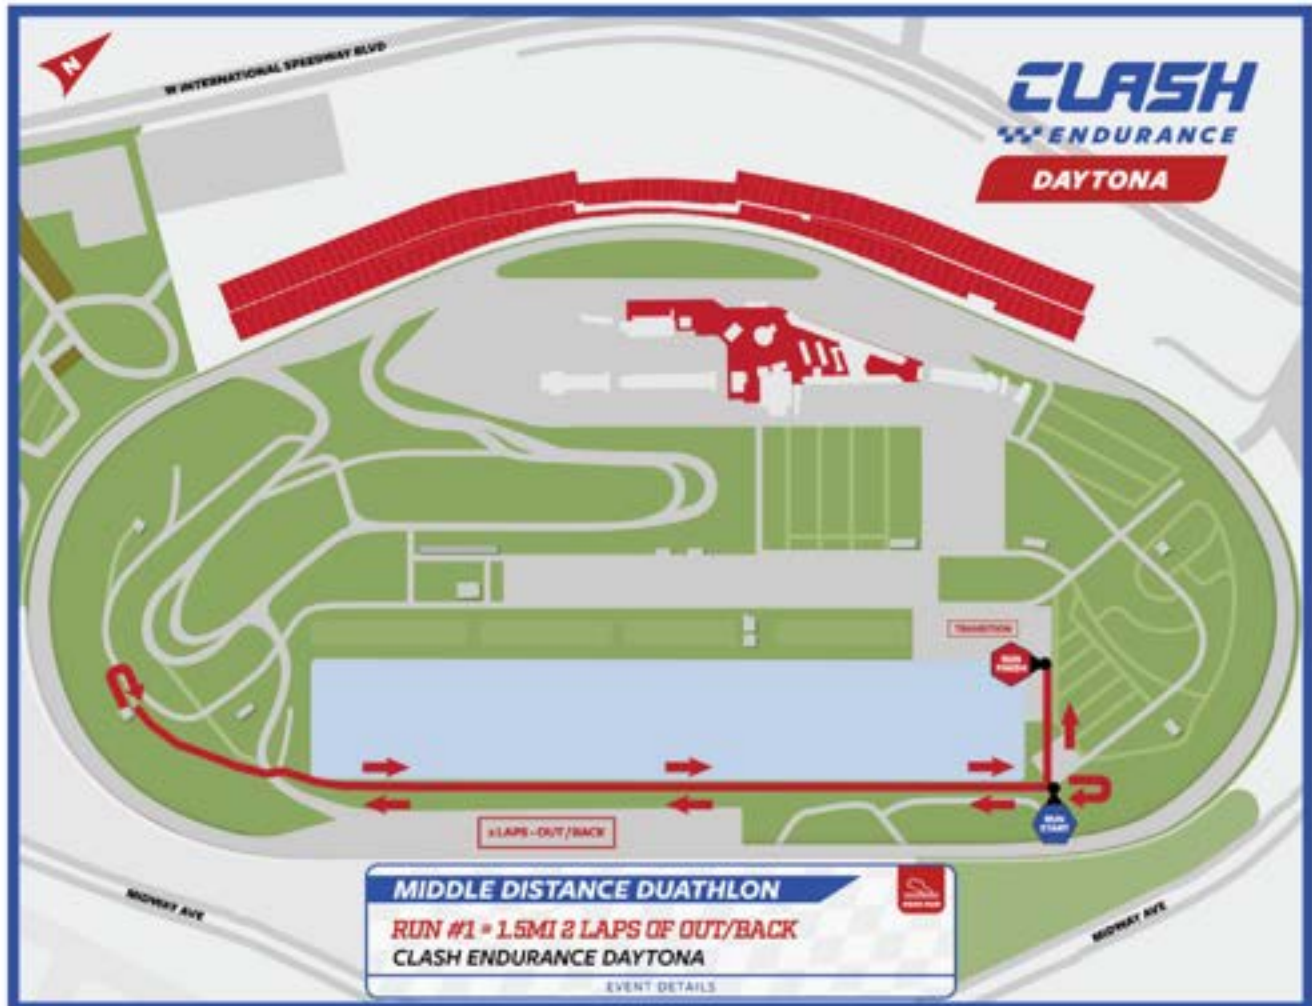 N
W INTERNATIONAL SPEEDWAY BLVD
CLASH
ENDURANCE
DAYTONA
TRANSITION
RUN
FINISH
RUN
START
2 LAPS - OUT / BACK
MIDWAY AVE
MIDWAY AVE
MIDDLE DISTANCE DUATHLON
RUN #1 = 1.5MI 2 LAPS OF OUT/BACK
CLASH ENDURANCE DAYTONA
EVENT DETAILS